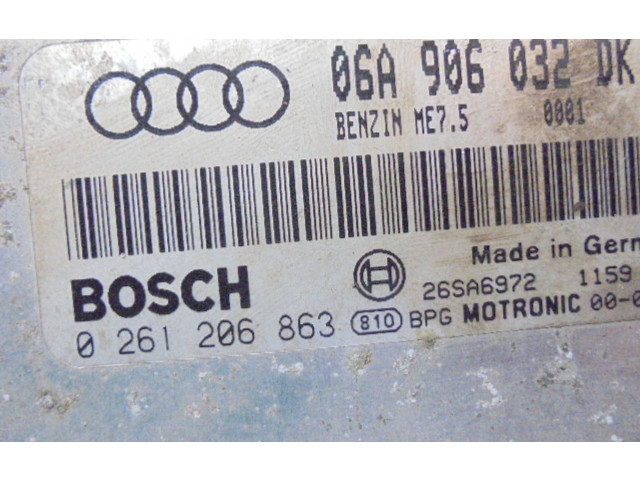 06A 906 032 DK
BENZIN ME7.5 0001
Made in Germ
BOSCH
26SA6972 1159
0 261 206 863 810 BPG MOTRONIC 00-0